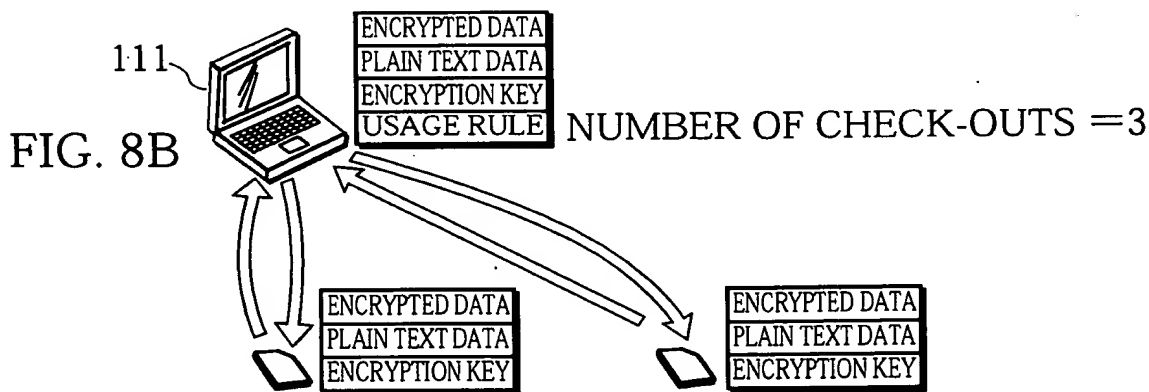 111
ENCRYPTED DATA
PLAIN TEXT DATA
ENCRYPTION KEY
USAGE RULE
NUMBER OF CHECK-OUTS =3
FIG. 8B
ENCRYPTED DATA
PLAIN TEXT DATA
ENCRYPTION KEY
ENCRYPTED DATA
PLAIN TEXT DATA
ENCRYPTION KEY